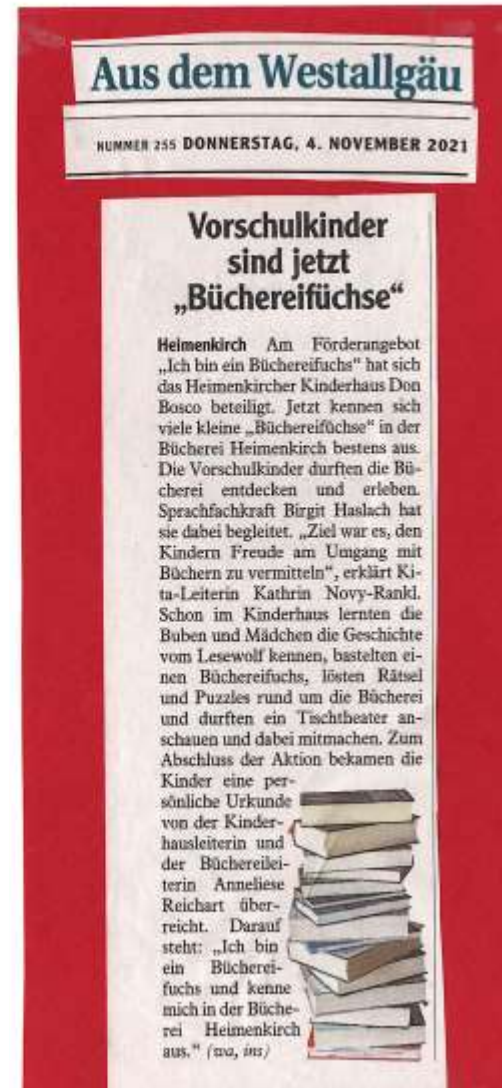 Aus dem Westallgäu
NUMMER 255 DONNERSTAG, 4. NOVEMBER 2021
Vorschulkinder
sind jetzt
„Büchereifüchse“
Heimenkirch Am Förderangebot
„Ich bin ein Büchereifuchs“ hat sich
das Heimenkircher Kinderhaus Don
Bosco beteiligt. Jetzt kennen sich
viele kleine „Büchereifüchse“ in der
Bücherei Heimenkirch bestens aus.
Die Vorschulkinder durften die Bü-
cherei entdecken und erleben.
Sprachfachkraft Birgit Haslach hat
sie dabei begleitet. „Ziel war es, den
Kindern Freude am Umgang mit
Büchern zu vermitteln“, erklärt Ki-
ta-Leiterin Kathrin Novy-Rankl.
Schon im Kinderhaus lernten die
Buben und Mädchen die Geschichte
vom Lesewolf kennen, bastelten ei-
nen Büchereifuchs, lösten Rätsel
und Puzzles rund um die Bücherei
und durften ein Tischtheater an-
schauen und dabei mitmachen. Zum
Abschluss der Aktion bekamen die
Kinder eine per-
sönliche Urkunde
von der Kinder-
hausleiterin und
der Büchereilei-
terin Anneliese
Reichart über-
reicht. Darauf
steht: „Ich bin
ein Bücherei-
fuchs und kenne
mich in der Büche-
rei Heimenkirch
aus.“ (wa, ins)